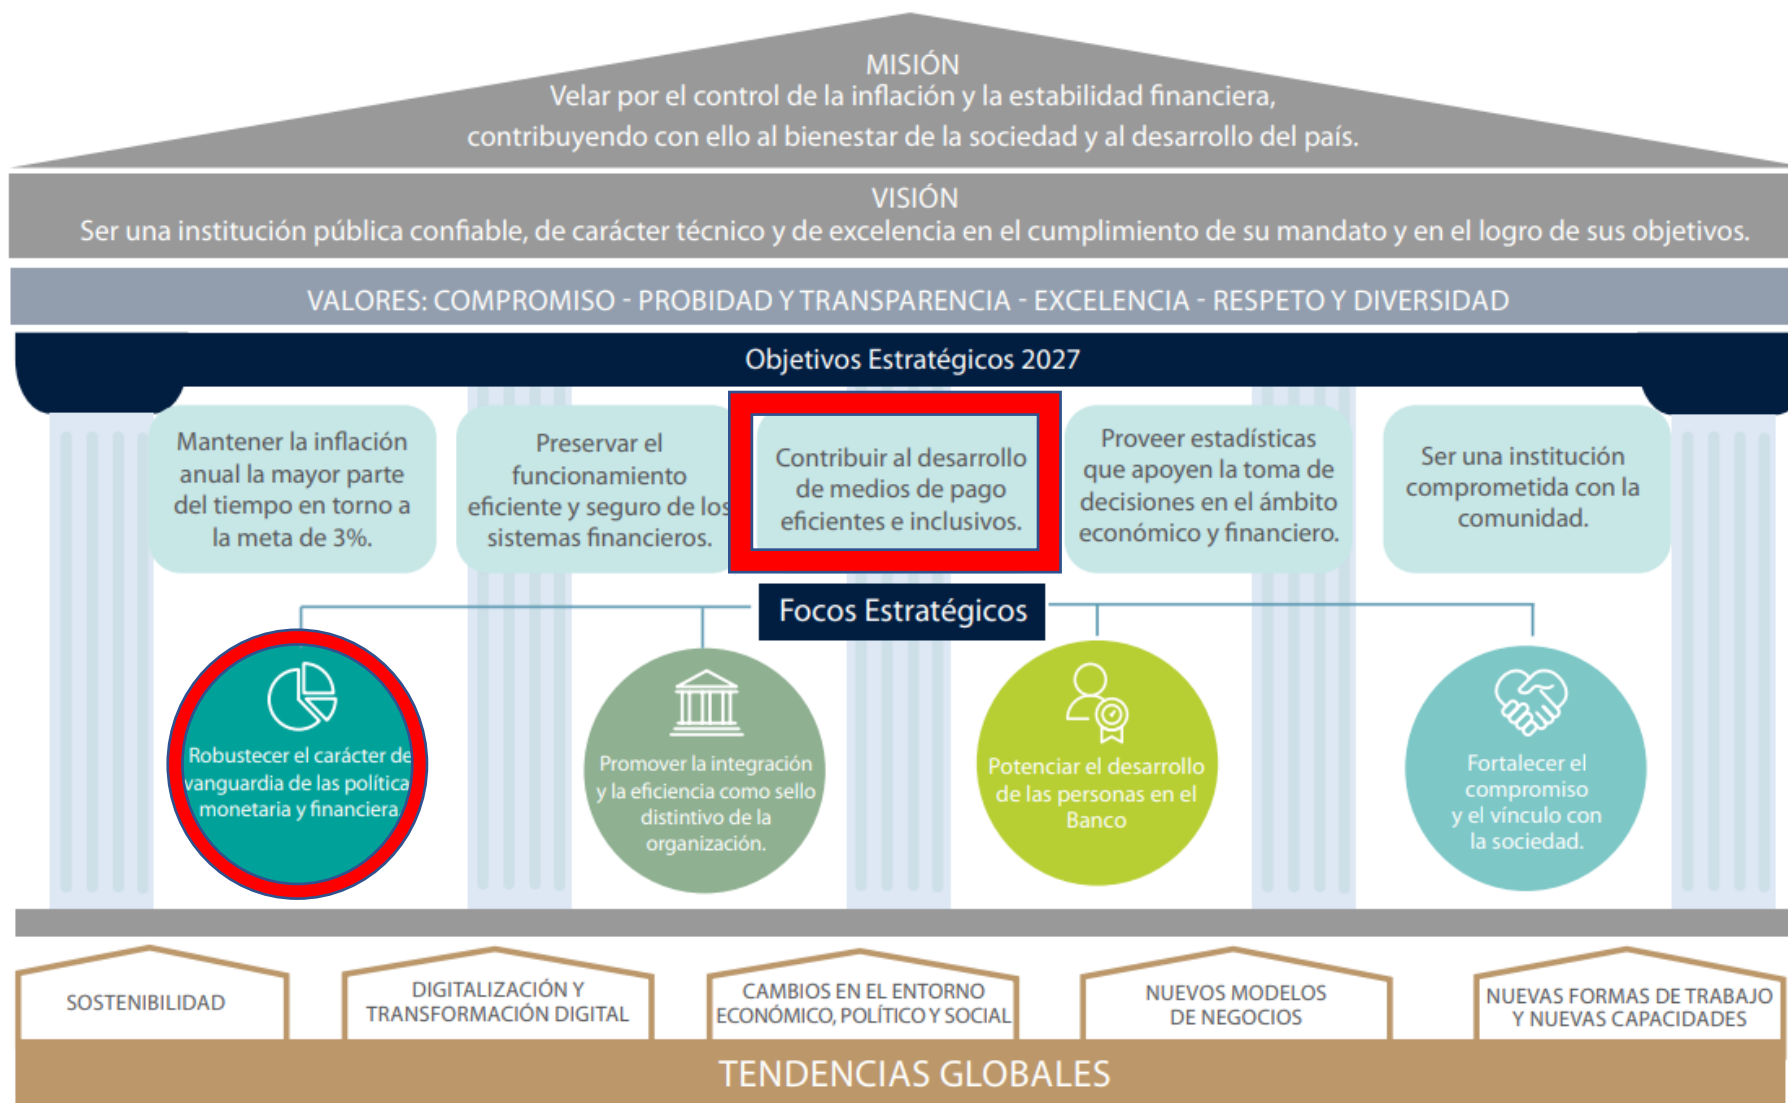 MISIÓN
Velar por el control de la inflación y la estabilidad financiera,
contribuyendo con ello al bienestar de la sociedad y al desarrollo del país.
VISIÓN
Ser una institución pública confiable, de carácter técnico y de excelencia en el cumplimiento de su mandato y en el logro de sus objetivos.
VALORES: COMPROMISO - PROBIDAD Y TRANSPARENCIA - EXCELENCIA - RESPETO Y DIVERSIDAD
Objetivos Estratégicos 2027
Mantener la inflación
anual la mayor parte
del tiempo en torno a
la meta de 3%.
Preservar el
funcionamiento
eficiente y seguro de los
sistemas financieros.
Contribuir al desarrollo
de medios de pago
eficientes e inclusivos.
Proveer estadísticas
que apoyen la toma de
decisiones en el ámbito
económico y financiero.
Ser una institución
comprometida con la
comunidad.
Focos Estratégicos
Robustecer el carácter de
vanguardia de las política
monetaria y financiera.
Promover la integración
y la eficiencia como sello
distintivo de la
organización.
Potenciar el desarrollo
de las personas en el
Banco
Fortalecer el
compromiso
y el vínculo con
la sociedad.
SOSTENIBILIDAD
DIGITALIZACIÓN Y
TRANSFORMACIÓN DIGITAL
CAMBIOS EN EL ENTORNO
ECONÓMICO, POLÍTICO Y SOCIAL
NUEVOS MODELOS
DE NEGOCIOS
NUEVAS FORMAS DE TRABAJO
Y NUEVAS CAPACIDADES
TENDENCIAS GLOBALES